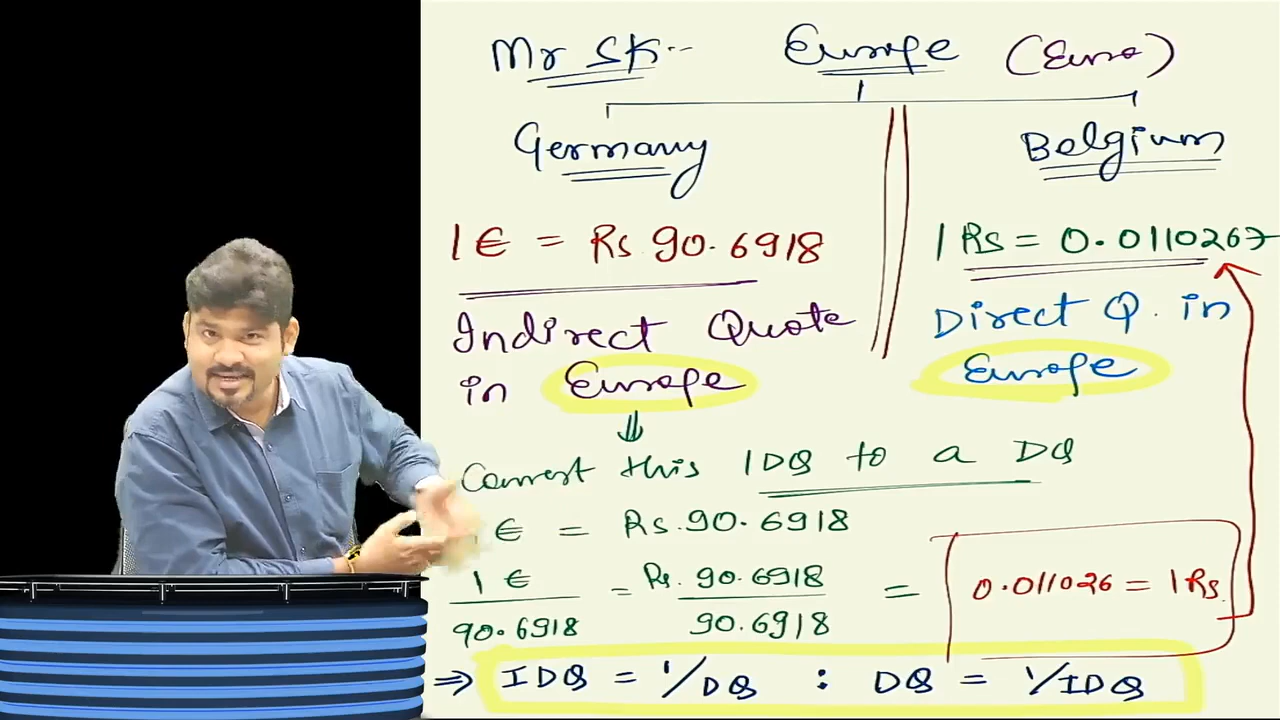 Mr SK-- Europe (Euro)
Germany Belgium
1 € = Rs. 90.6918 1 Rs = 0.0110267
Indirect Quote
in Europe
Direct Q. in
Europe
Convert this IDQ to a DQ
1 € = Rs. 90.6918
1 € / 90.6918 = Rs. 90.6918 / 90.6918 = 0.011026 = 1 Rs.
⇒ IDQ = 1/DQ : DQ = 1/IDQ